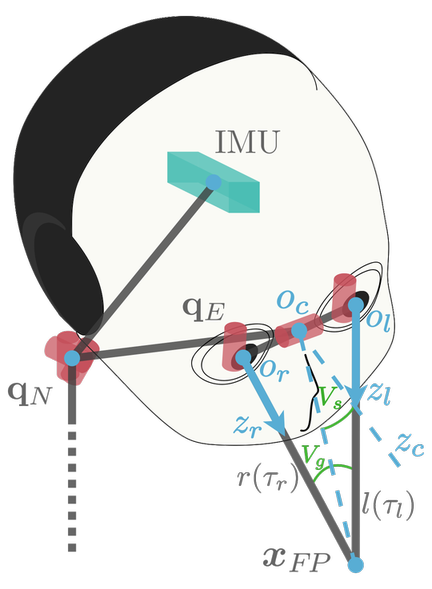 IMU
q_E
o_c
o_l
q_N
o_r
V_s
z_l
z_r
z_c
V_g
r(τ_r)
l(τ_l)
x_FP